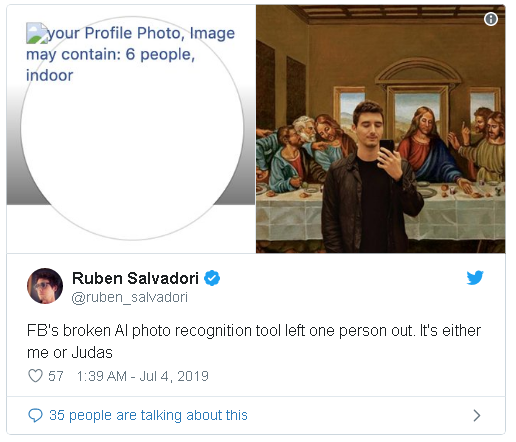 your Profile Photo, Image
may contain: 6 people,
indoor
Ruben Salvadori
@ruben_salvadori
FB's broken AI photo recognition tool left one person out. It's either
me or Judas
57 1:39 AM - Jul 4, 2019
35 people are talking about this